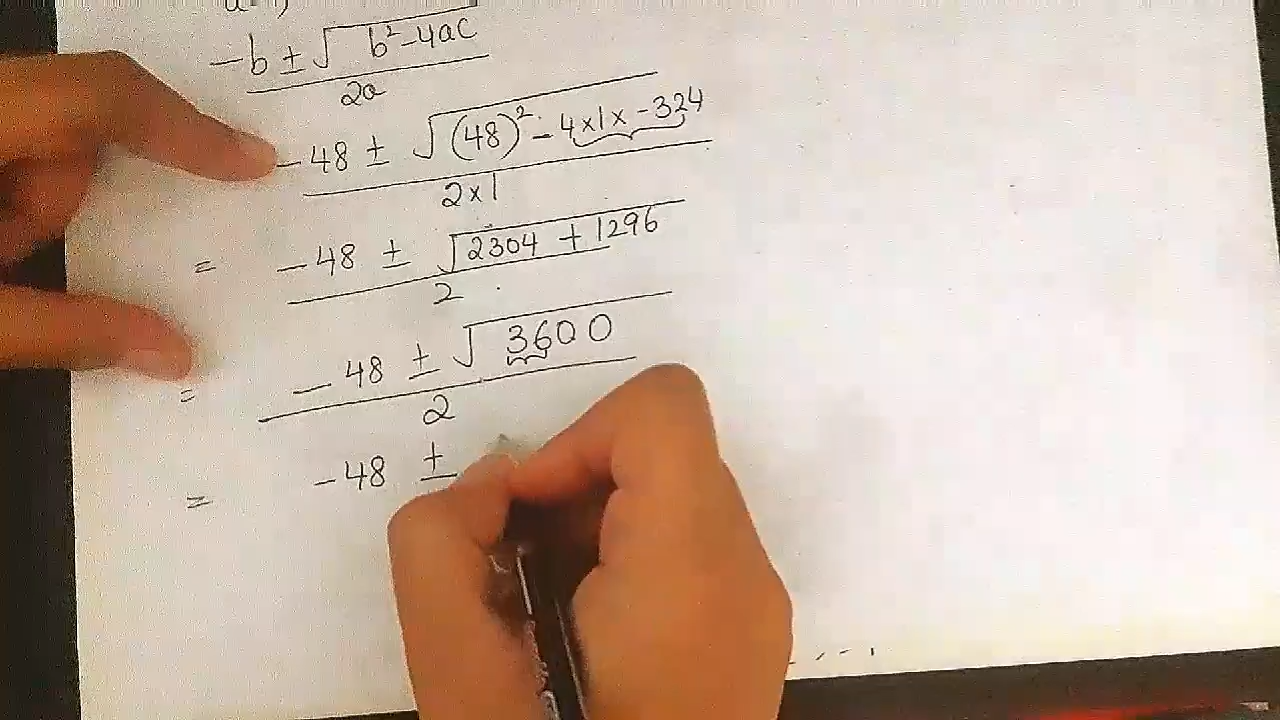 -b ± √b²-4ac
2a
-48 ± √(48)² - 4×1×-324
2×1
= -48 ± √2304 + 1296
2
= -48 ± √3600
2
= -48 ±